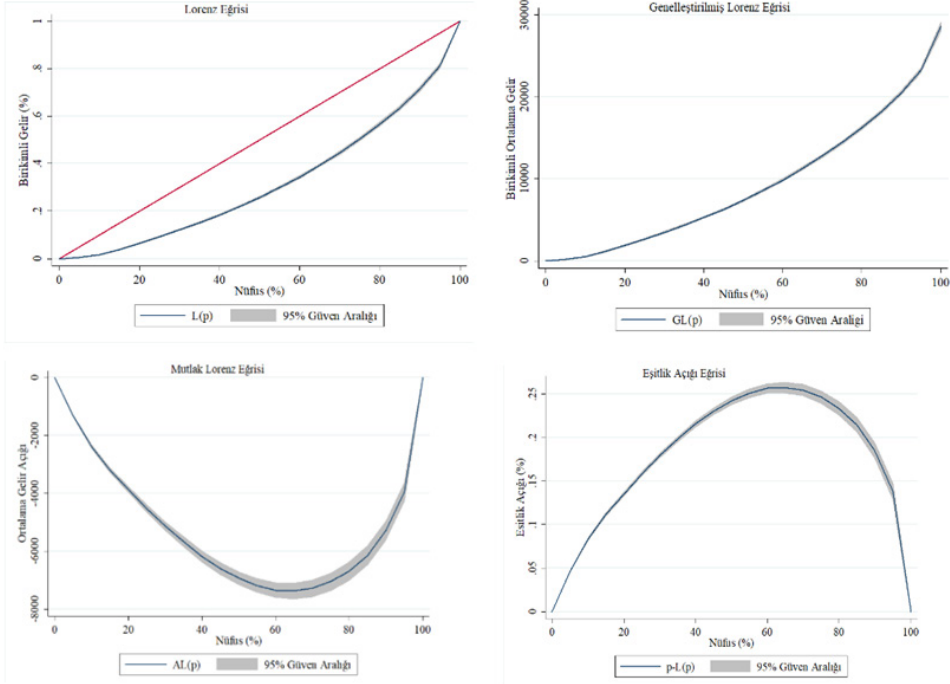 Lorenz Eğrisi
Birikimli Gelir (%)
1
.8
.6
.4
.2
0
0 20 40 60 80 100
Nüfus (%)
L(p) 95% Güven Aralığı
Genelleştirilmiş Lorenz Eğrisi
Birikimli Ortalama Gelir
30000
20000
10000
0
0 20 40 60 80 100
Nüfus (%)
GL(p) 95% Güven Araligi
Mutlak Lorenz Eğrisi
Ortalama Gelir Açığı
0
-2000
-4000
-6000
-8000
0 20 40 60 80 100
Nüfus (%)
AL(p) 95% Güven Aralığı
Eşitlik Açığı Eğrisi
Esitlik Açığı (%)
.25
.2
.15
.1
.05
0
0 20 40 60 80 100
Nüfus (%)
p-L(p) 95% Güven Aralığı